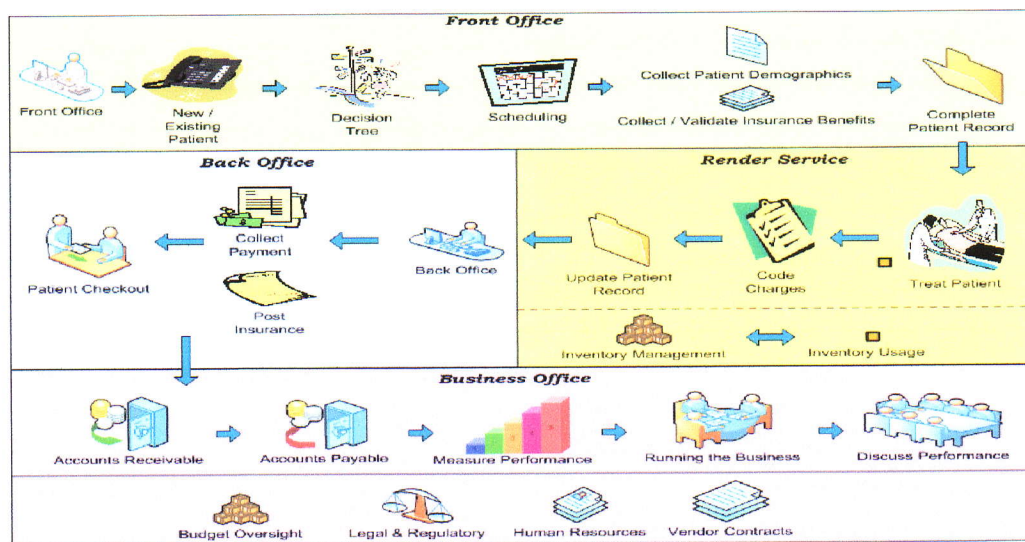 Front Office
Front Office
New /
Existing
Patient
Decision
Tree
Scheduling
Collect Patient Demographics
Collect / Validate Insurance Benefits
Complete
Patient Record
Back Office
Patient Checkout
Collect
Payment
Post
Insurance
Back Office
Render Service
Update Patient
Record
Code
Charges
Treat Patient
Inventory Management
Inventory Usage
Business Office
Accounts Receivable
Accounts Payable
Measure Performance
Running the Business
Discuss Performance
Budget Oversight
Legal & Regulatory
Human Resources
Vendor Contracts